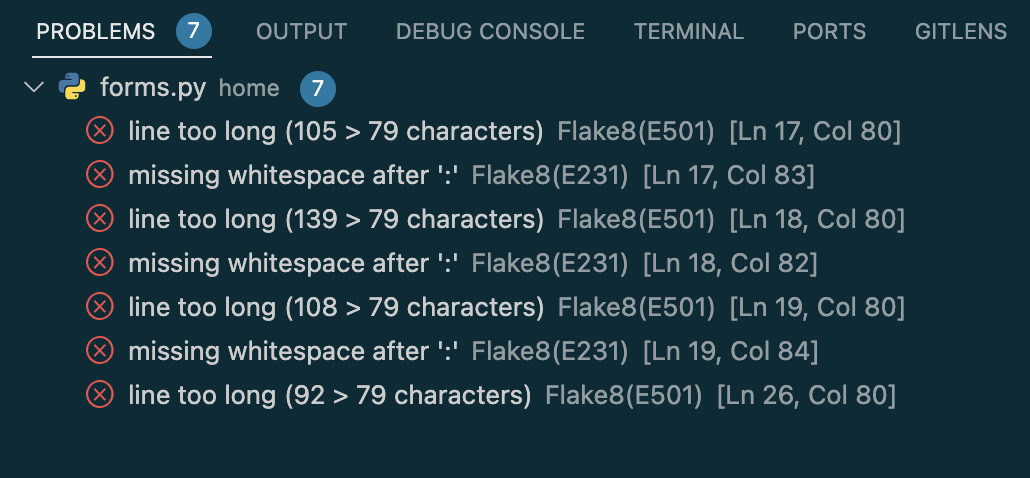 PROBLEMS 7 OUTPUT DEBUG CONSOLE TERMINAL PORTS GITLENS
forms.py home 7
line too long (105 > 79 characters) Flake8(E501) [Ln 17, Col 80]
missing whitespace after ':' Flake8(E231) [Ln 17, Col 83]
line too long (139 > 79 characters) Flake8(E501) [Ln 18, Col 80]
missing whitespace after ':' Flake8(E231) [Ln 18, Col 82]
line too long (108 > 79 characters) Flake8(E501) [Ln 19, Col 80]
missing whitespace after ':' Flake8(E231) [Ln 19, Col 84]
line too long (92 > 79 characters) Flake8(E501) [Ln 26, Col 80]